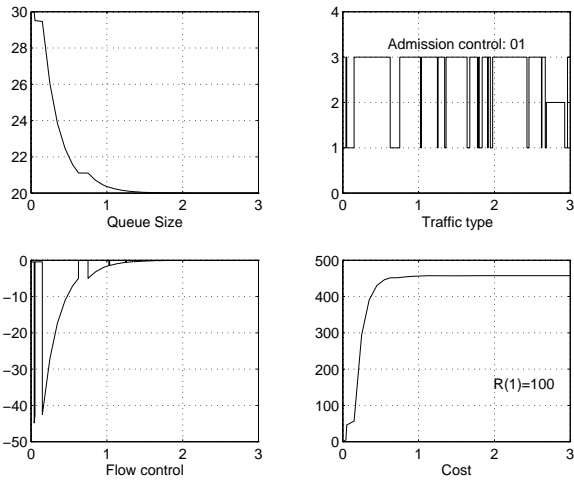 30
28
26
24
22
20
0 1 2 3
Queue Size
4
3
2
1
0
Admission control: 01
0 1 2 3
Traffic type
0
−10
−20
−30
−40
−50
0 1 2 3
Flow control
500
400
300
200
100
0
R(1)=100
0 1 2 3
Cost